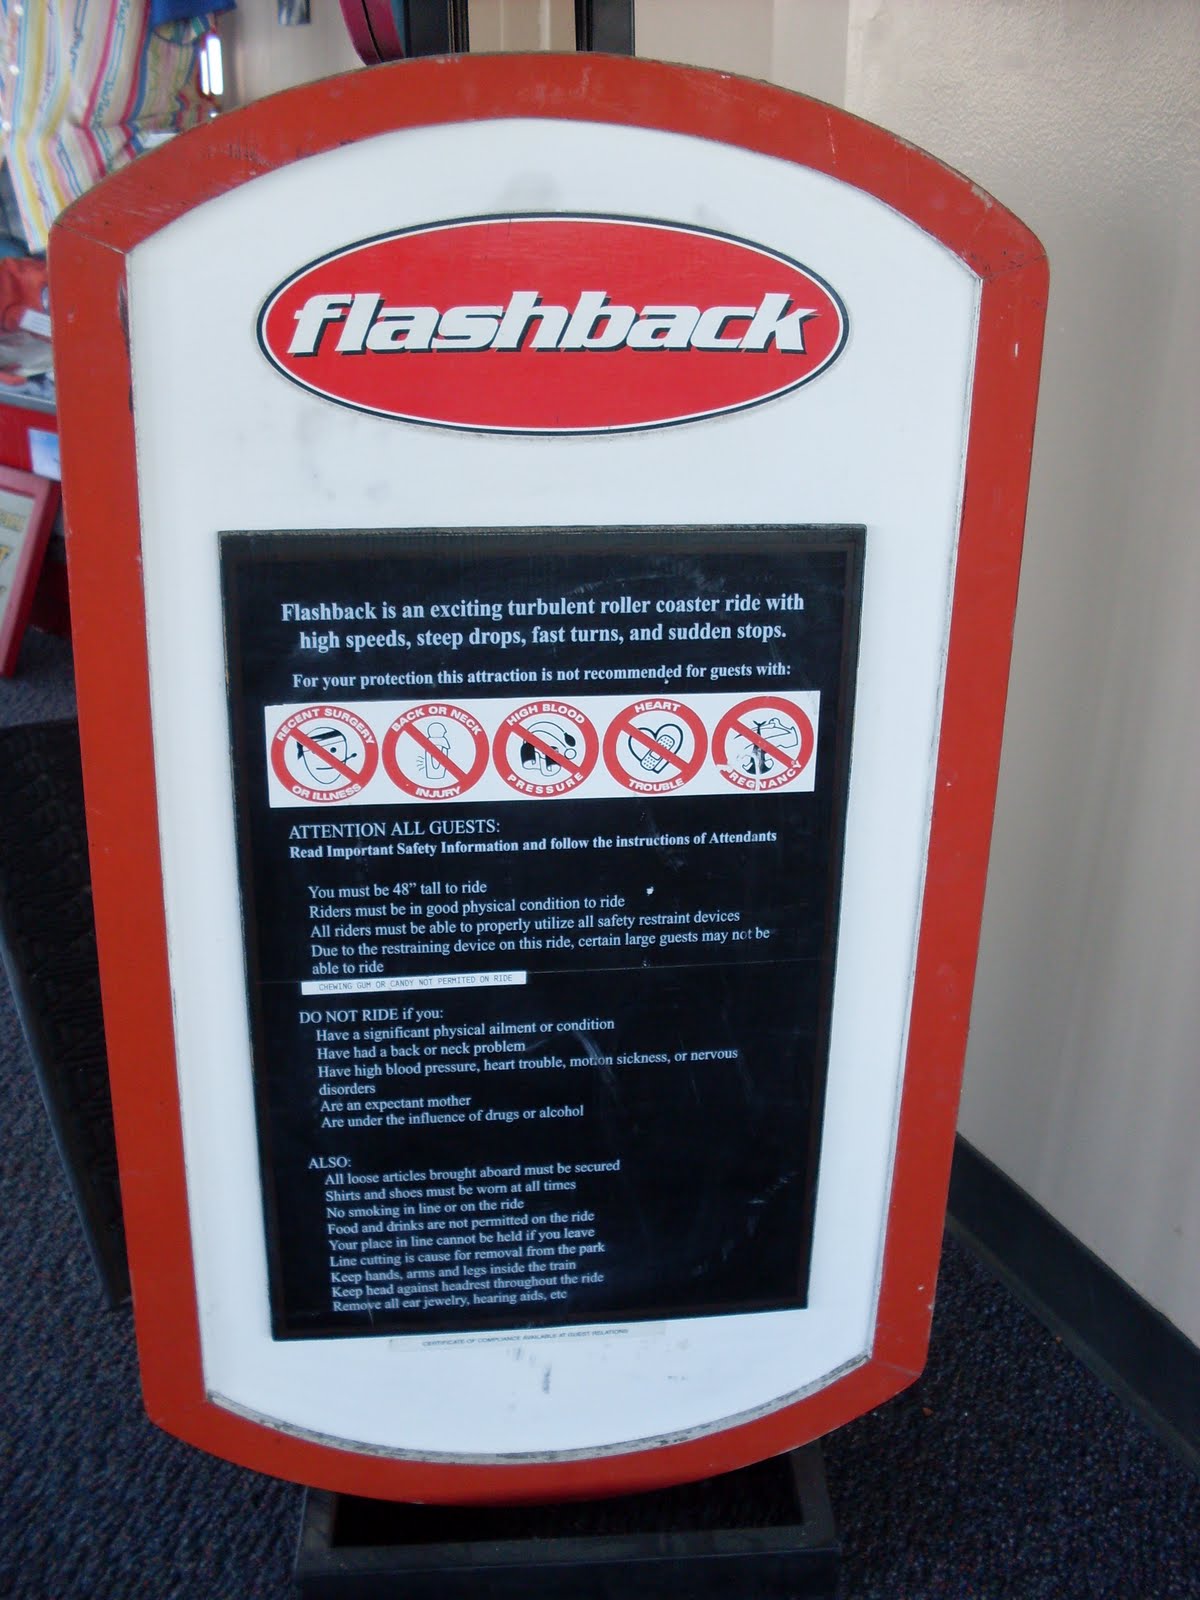 flashback
Flashback is an exciting turbulent roller coaster ride with
high speeds, steep drops, fast turns, and sudden stops.
For your protection this attraction is not recommended for guests with:
RECENT SURGERY OR ILLNESS
BACK OR NECK INJURY
HIGH BLOOD PRESSURE
HEART TROUBLE
PREGNANCY
ATTENTION ALL GUESTS:
Read Important Safety Information and follow the instructions of Attendants
You must be 48" tall to ride
Riders must be in good physical condition to ride
All riders must be able to properly utilize all safety restraint devices
Due to the restraining device on this ride, certain large guests may not be
able to ride
CHEWING GUM OR CANDY NOT PERMITED ON RIDE
DO NOT RIDE if you:
Have a significant physical ailment or condition
Have had a back or neck problem
Have high blood pressure, heart trouble, motion sickness, or nervous
disorders
Are an expectant mother
Are under the influence of drugs or alcohol
ALSO:
All loose articles brought aboard must be secured
Shirts and shoes must be worn at all times
No smoking in line or on the ride
Food and drinks are not permitted on the ride
Your place in line cannot be held if you leave
Line cutting is cause for removal from the park
Keep hands, arms and legs inside the train
Keep head against headrest throughout the ride
Remove all ear jewelry, hearing aids, etc
CERTIFICATE OF COMPLIANCE AVAILABLE AT GUEST RELATIONS